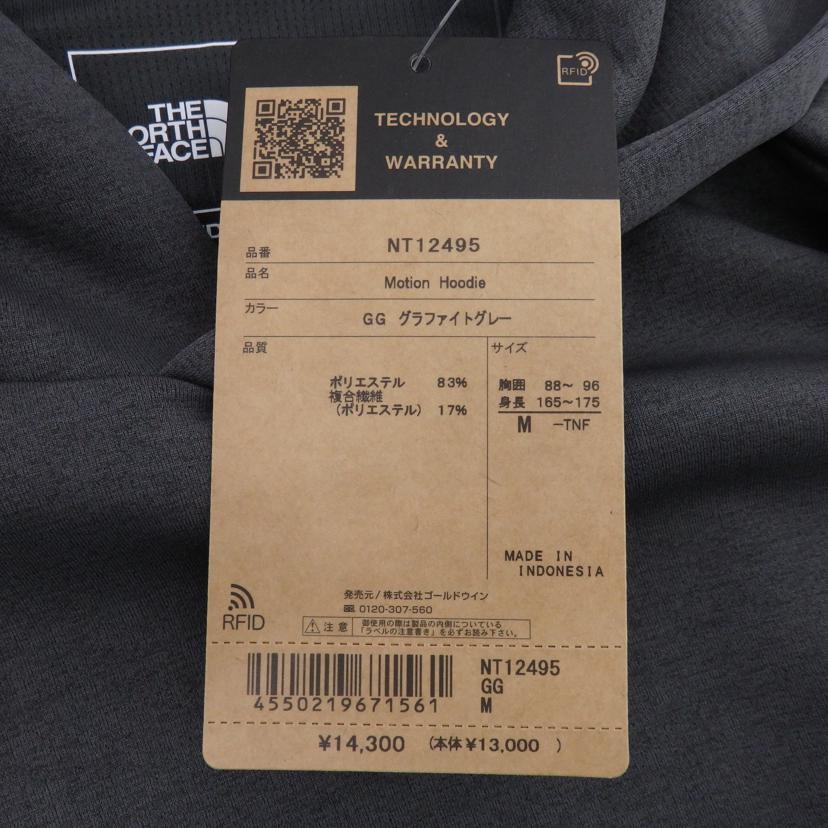 THE
NORTH
FACE
RFID
TECHNOLOGY
&
WARRANTY
品番 NT12495
品名 Motion Hoodie
カラー GG グラファイトグレー
品質
ポリエステル 83%
複合繊維
(ポリエステル) 17%
サイズ
胸囲 88～ 96
身長 165～175
M -TNF
MADE IN
INDONESIA
RFID
発売元/株式会社ゴールドウイン
0120-307-560
注意
御使用の際は製品の内側についている
「ラベルの注意書き」を必ずお読み下さい。
4550219671561
NT12495
GG
M
¥14,300 (本体¥13,000 )